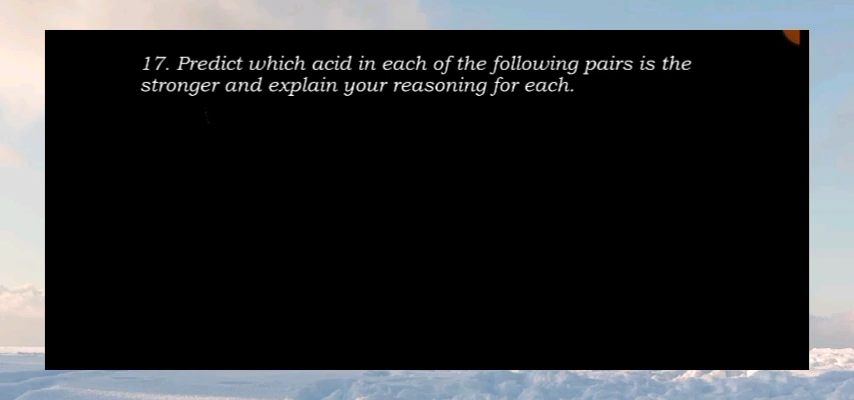 17. Predict which acid in each of the following pairs is the
stronger and explain your reasoning for each.